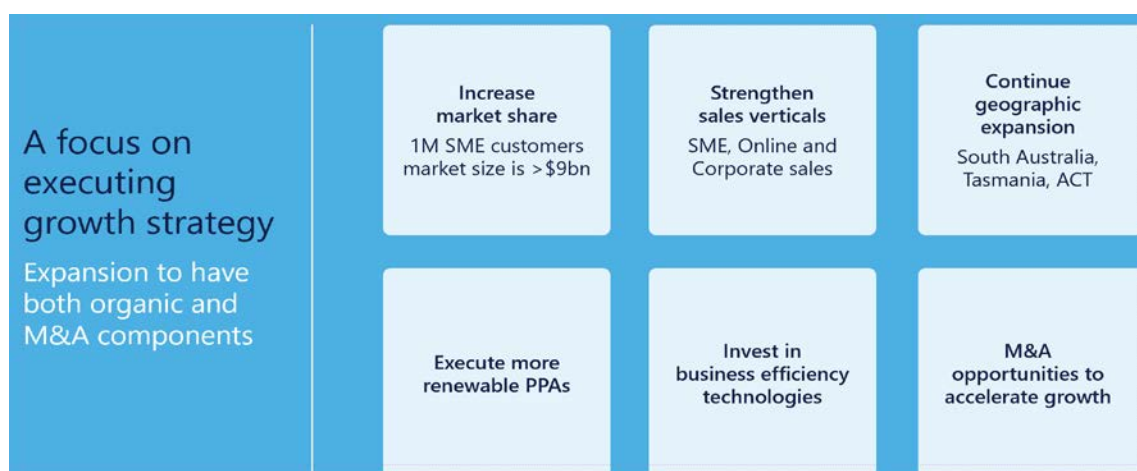 A focus on
executing
growth strategy
Expansion to have
both organic and
M&A components
Increase
market share
1M SME customers
market size is >$9bn
Strengthen
sales verticals
SME, Online and
Corporate sales
Continue
geographic
expansion
South Australia,
Tasmania, ACT
Execute more
renewable PPAs
Invest in
business efficiency
technologies
M&A
opportunities to
accelerate growth